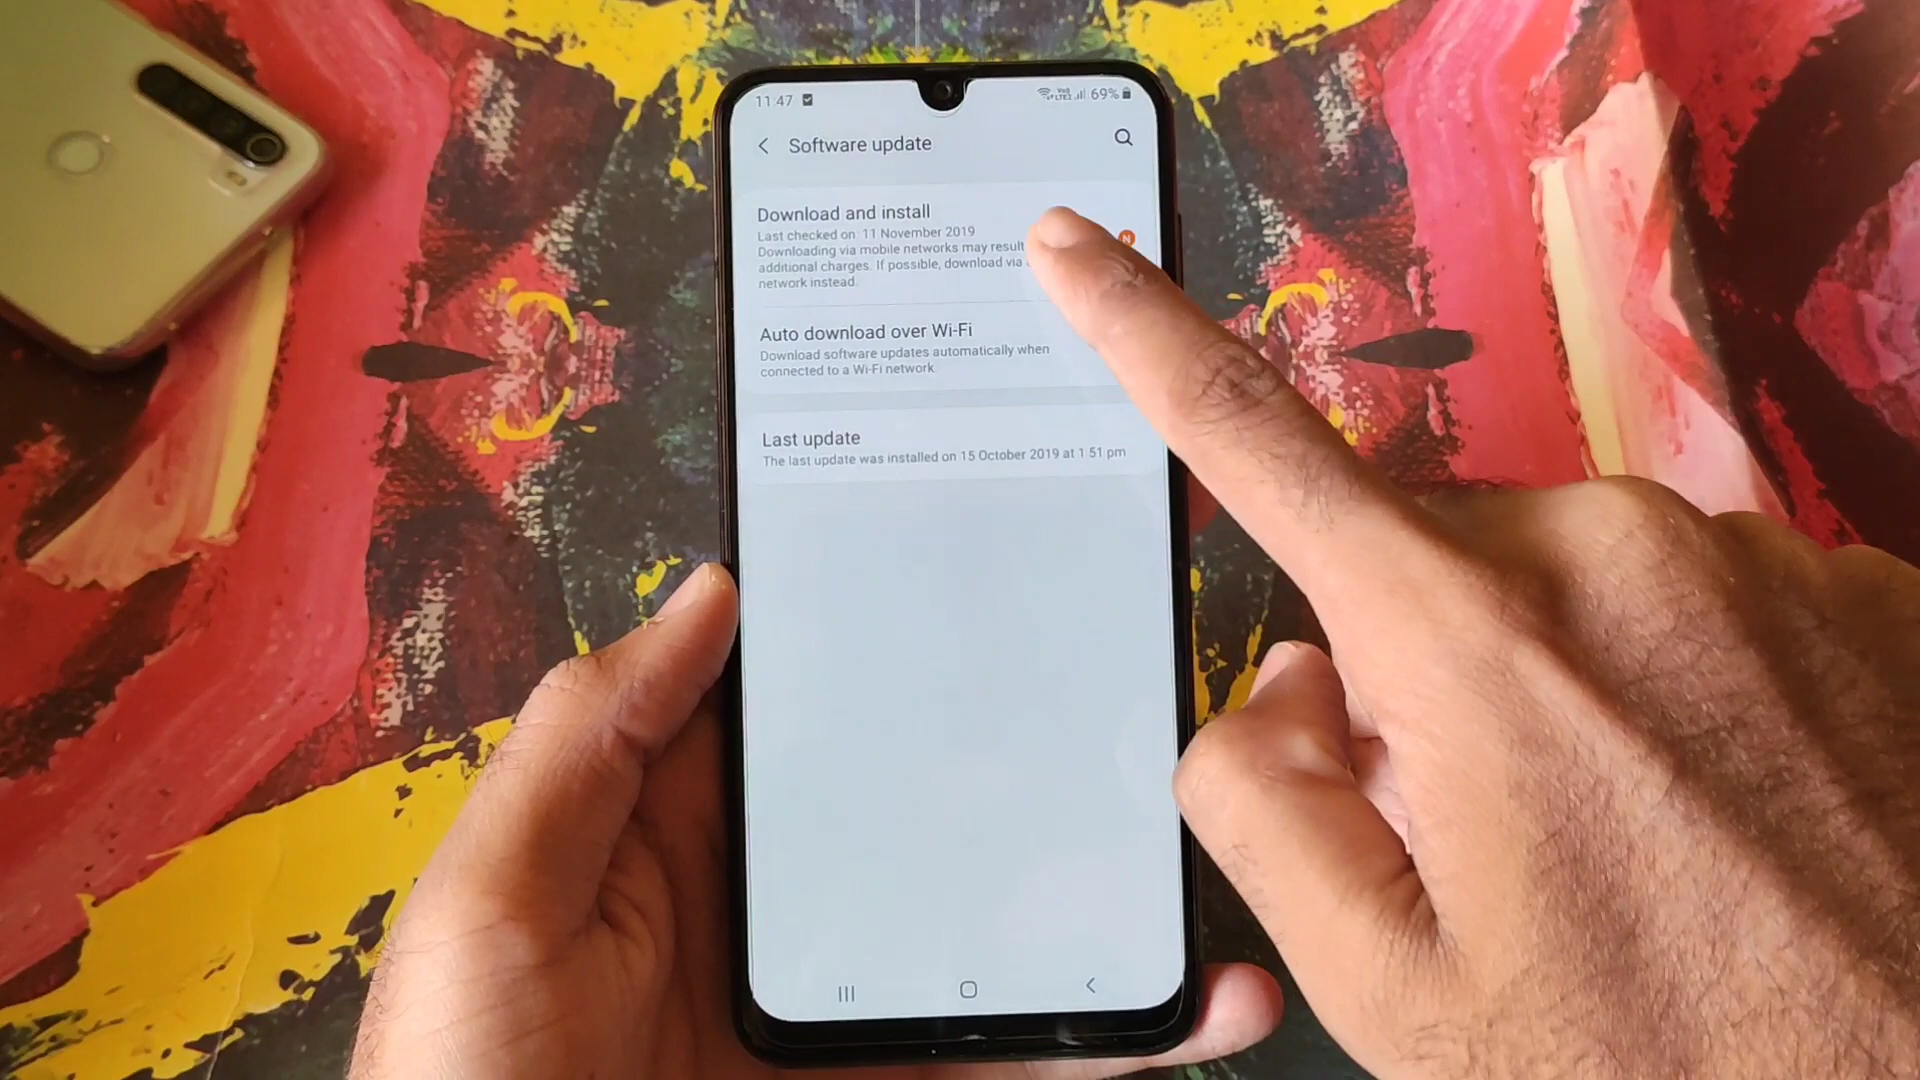 11 47
Vo))
LTE2
69%
Software update
Download and install
Last checked on: 11 November 2019
Downloading via mobile networks may result
N
additional charges. If possible, download via
network instead.
Auto download over Wi-Fi
Download software updates automatically when
connected to a Wi-Fi network
Last update
The last update was installed on 15 October 2019 at 1 51 pm